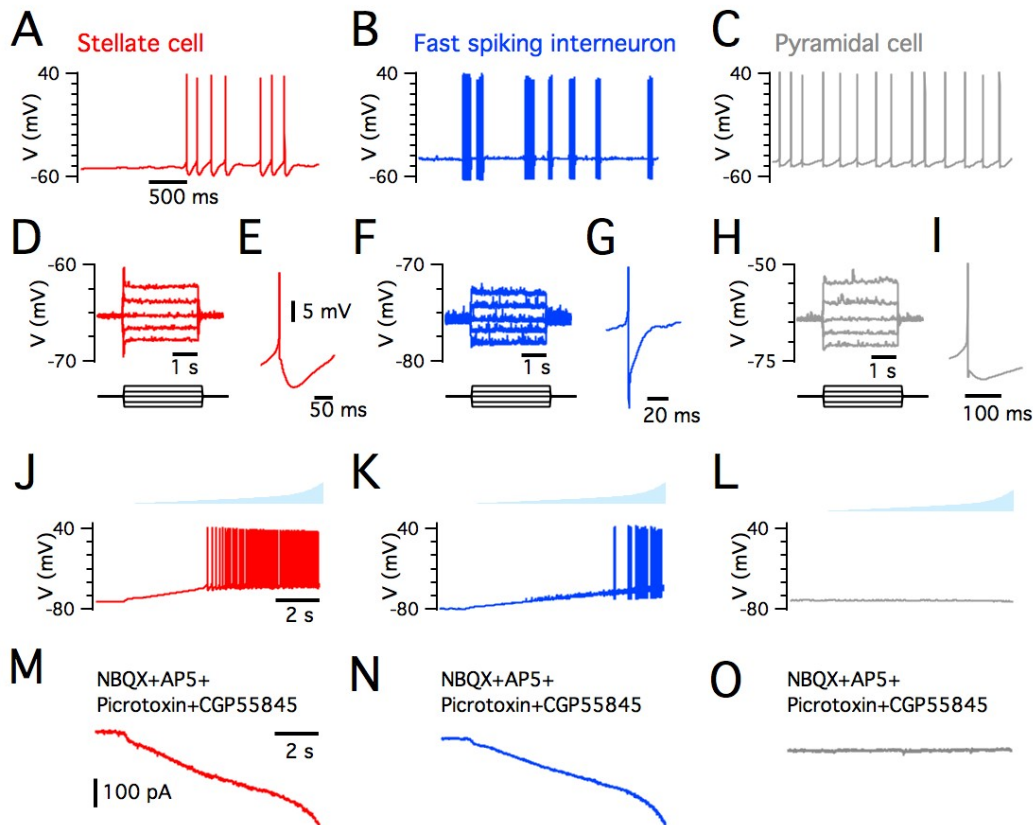 A
Stellate cell
B
Fast spiking interneuron
C
Pyramidal cell
40
V (mV)
-60
500 ms
40
V (mV)
-60
40
V (mV)
-60
D
-60
V (mV)
-70
1 s
E
5 mV
50 ms
F
-70
V (mV)
-80
1 s
G
20 ms
H
-50
V (mV)
-75
1 s
I
100 ms
J
40
V (mV)
-80
2 s
K
40
V (mV)
-80
L
40
V (mV)
-80
M
NBQX+AP5+
Picrotoxin+CGP55845
2 s
100 pA
N
NBQX+AP5+
Picrotoxin+CGP55845
O
NBQX+AP5+
Picrotoxin+CGP55845